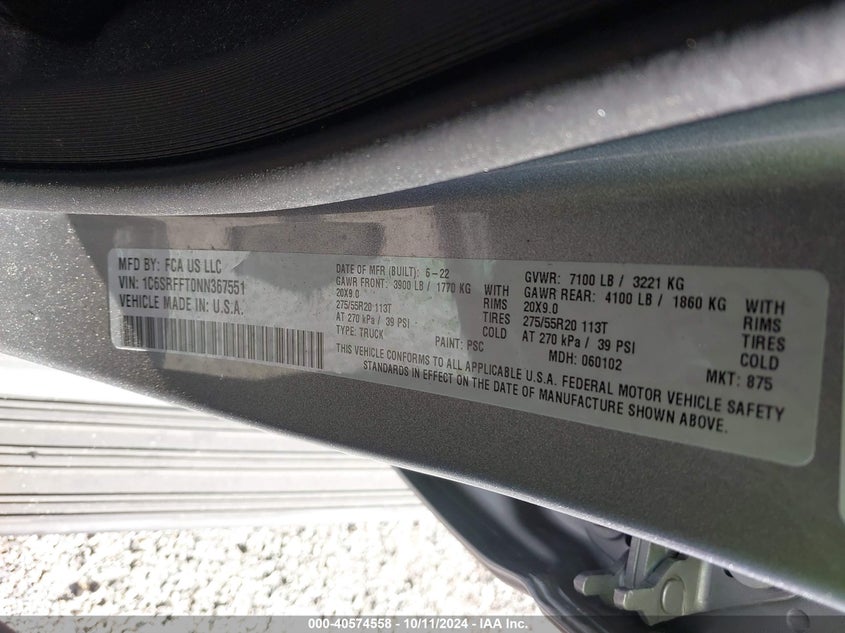 MFD BY: FCA US LLC
VIN: 1C6SRFFT0NN367551
VEHICLE MADE IN U.S.A.
DATE OF MFR (BUILT): 6-22
GAWR FRONT: 3900 LB / 1770 KG WITH
20X9.0 RIMS
275/55R20 113T TIRES
AT 270 kPa / 39 PSI COLD
TYPE: TRUCK PAINT: PSC
GVWR: 7100 LB / 3221 KG
GAWR REAR: 4100 LB / 1860 KG WITH
20X9.0 RIMS
275/55R20 113T TIRES
AT 270 kPa / 39 PSI COLD
MDH: 060102 MKT: 875
THIS VEHICLE CONFORMS TO ALL APPLICABLE U.S.A. FEDERAL MOTOR VEHICLE SAFETY
STANDARDS IN EFFECT ON THE DATE OF MANUFACTURE SHOWN ABOVE.
000-40574558 - 10/11/2024 - IAA Inc.